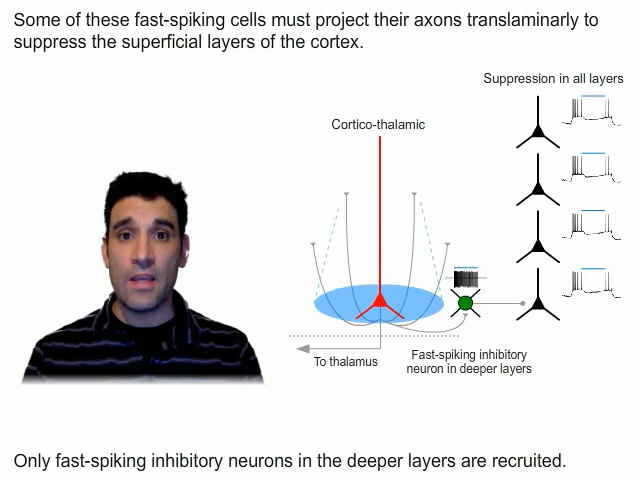 Some of these fast-spiking cells must project their axons translaminarly to
suppress the superficial layers of the cortex.
Suppression in all layers
Cortico-thalamic
To thalamus
Fast-spiking inhibitory
neuron in deeper layers
Only fast-spiking inhibitory neurons in the deeper layers are recruited.